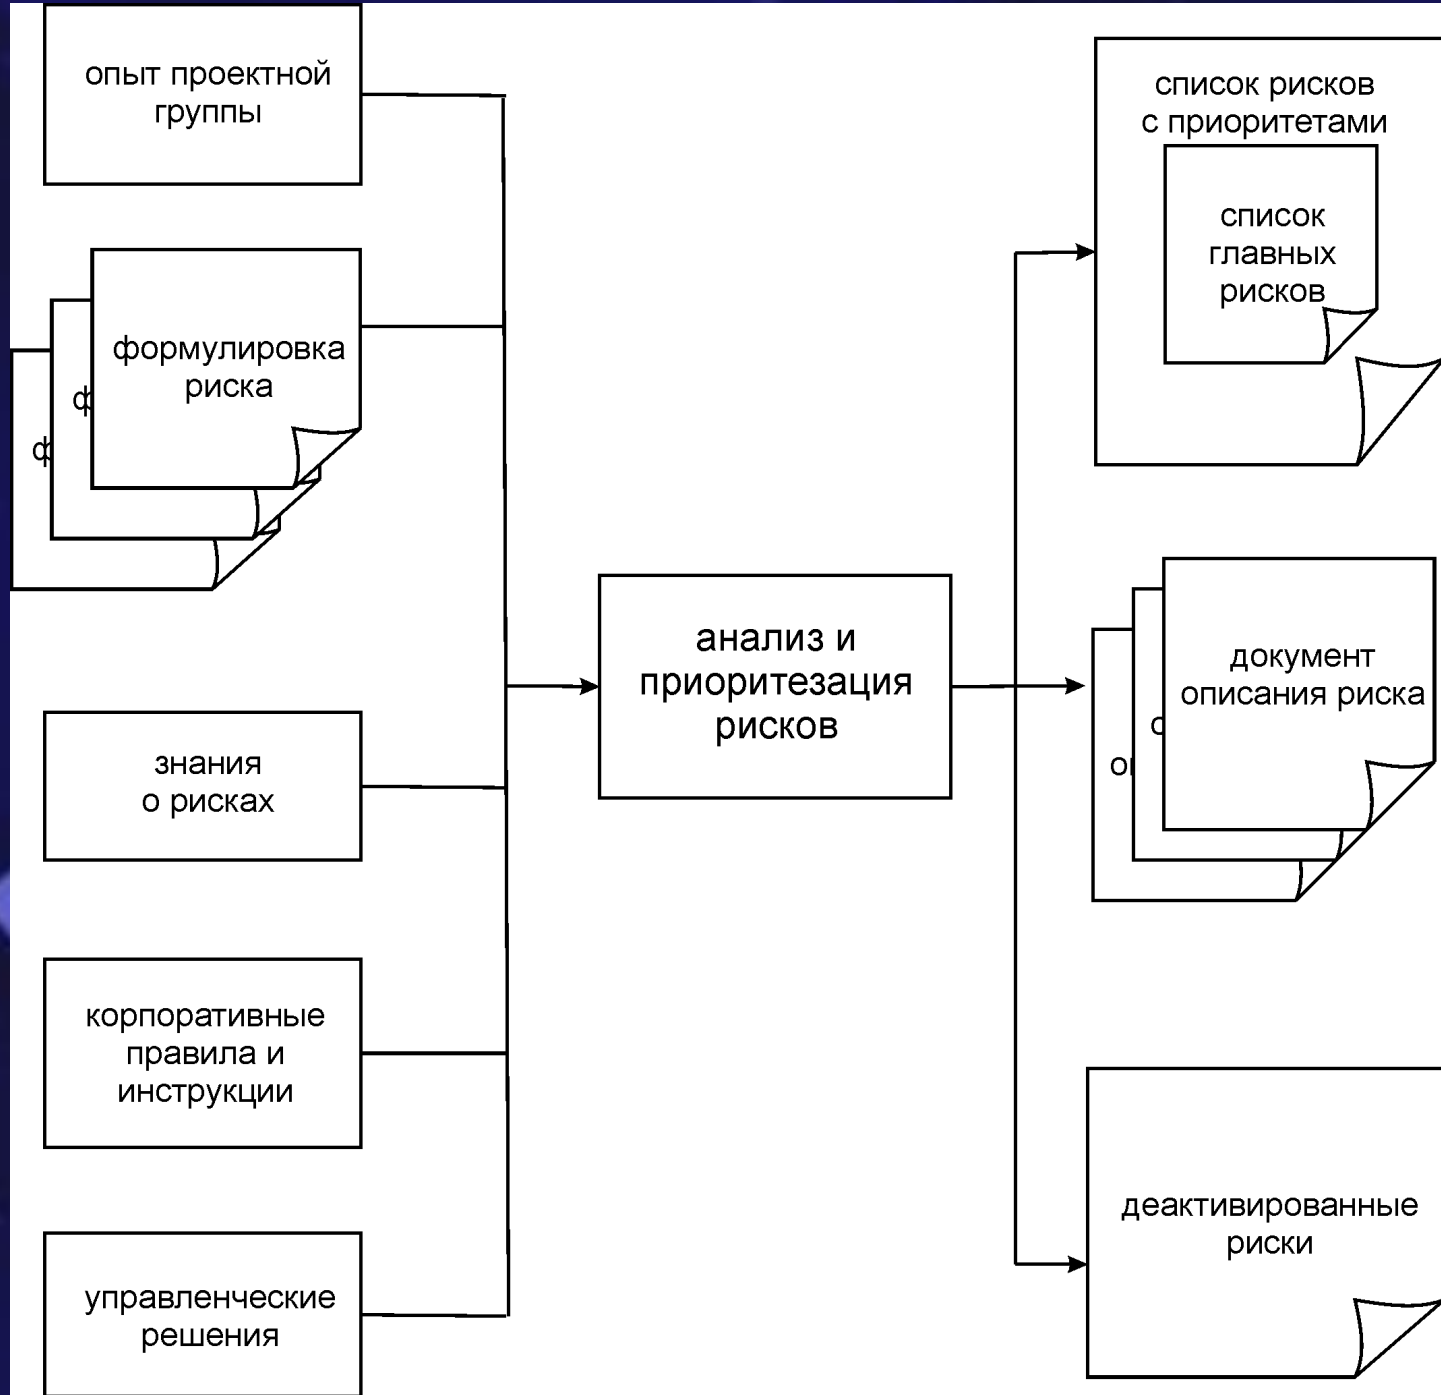 опыт проектной
группы
формулировка
риска
ф
ф
знания
о рисках
корпоративные
правила и
инструкции
управленческие
решения
анализ и
приоритезация
рисков
список рисков
с приоритетами
список
главных
рисков
документ
описания риска
деактивированные
риски